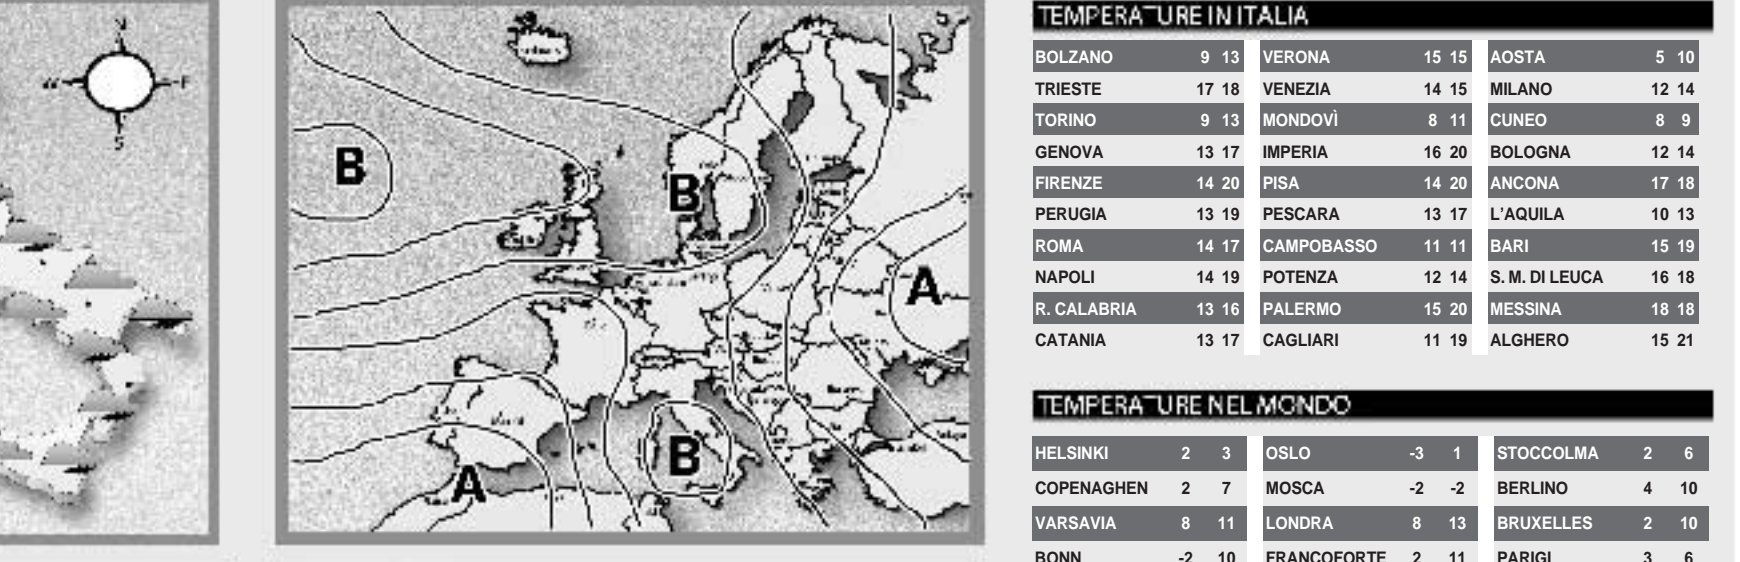 N
S
B
B
A
B
A
TEMPERATURE IN ITALIA
BOLZANO 9 13 VERONA 15 15 AOSTA 5 10
TRIESTE 17 18 VENEZIA 14 15 MILANO 12 14
TORINO 9 13 MONDOVÌ 8 11 CUNEO 8 9
GENOVA 13 17 IMPERIA 16 20 BOLOGNA 12 14
FIRENZE 14 20 PISA 14 20 ANCONA 17 18
PERUGIA 13 19 PESCARA 13 17 L'AQUILA 10 13
ROMA 14 17 CAMPOBASSO 11 11 BARI 15 19
NAPOLI 14 19 POTENZA 12 14 S. M. DI LEUCA 16 18
R. CALABRIA 13 16 PALERMO 15 20 MESSINA 18 18
CATANIA 13 17 CAGLIARI 11 19 ALGHERO 15 21
TEMPERATURE NEL MONDO
HELSINKI 2 3 OSLO -3 1 STOCCOLMA 2 6
COPENAGHEN 2 7 MOSCA -2 -2 BERLINO 4 10
VARSAVIA 8 11 LONDRA 8 13 BRUXELLES 2 10
BONN -2 10 FRANCOFORTE 2 11 PARIGI 3 6